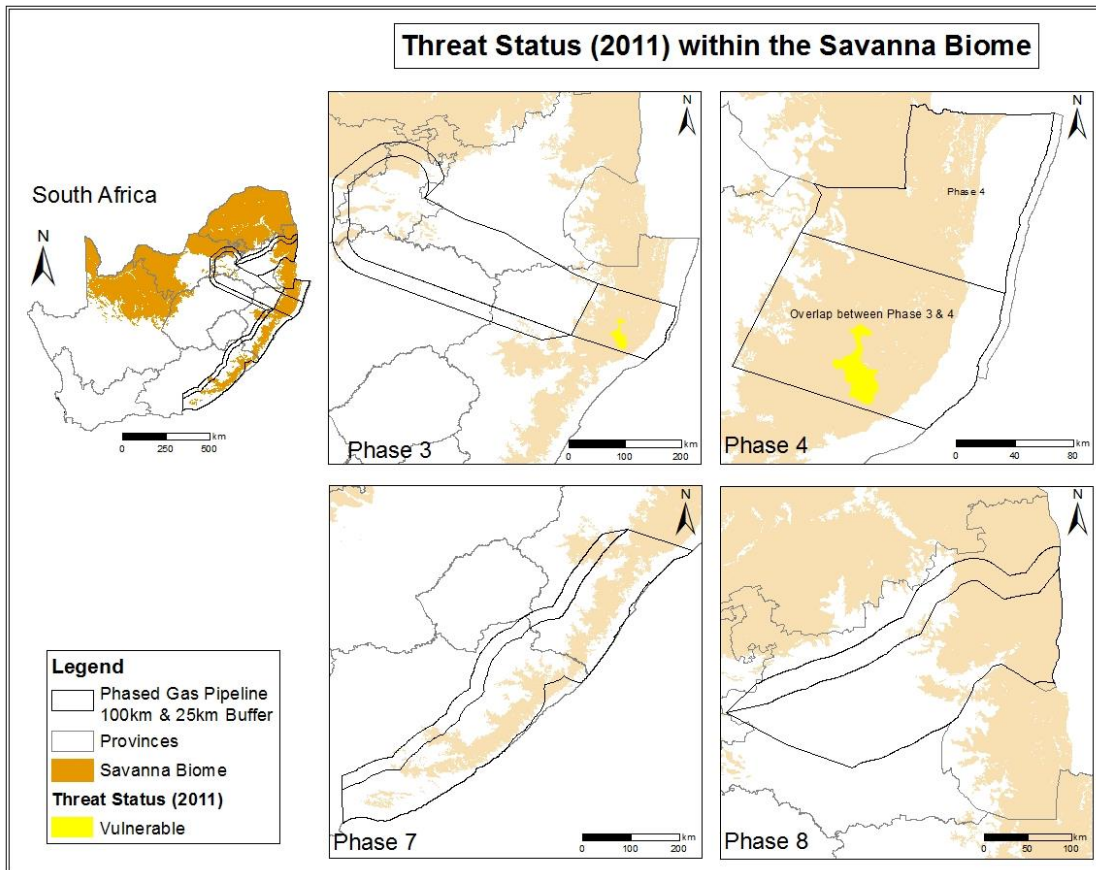 Threat Status (2011) within the Savanna Biome
South Africa
N
0 250 500
km
N
Phase 3
0 100 200
km
N
Phase 4
Overlap between Phase 3 & 4
Phase 4
0 40 80
km
N
Phase 7
0 100 200
km
N
Phase 8
0 50 100
km
Legend
Phased Gas Pipeline
100km & 25km Buffer
Provinces
Savanna Biome
Threat Status (2011)
Vulnerable